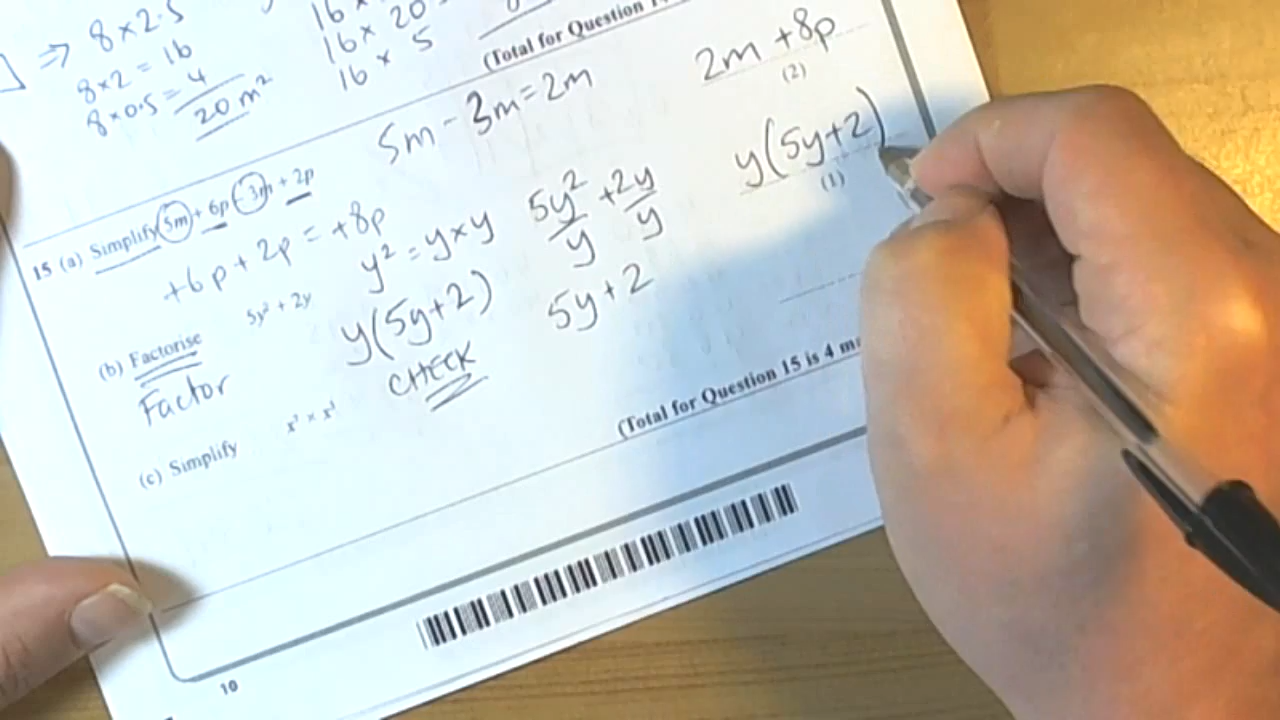 ⇒ 8 × 2.5
8 × 2 = 16
8 × 0.5 = 4
20 m²
16 ×
16 × 20
16 × 5
(Total for Question
5m - 3m = 2m
2m + 8p
(2)
15 (a) Simplify 5m + 6p - 3m + 2p
+6p + 2p = +8p
y² = y × y
5y²/y + 2y/y
y(5y+2)
(1)
5y² + 2y
(b) Factorise
y(5y+2)
5y + 2
Factor
CHECK
(c) Simplify
(Total for Question 15 is 4 m
10